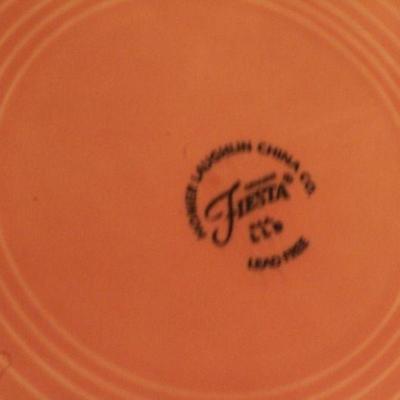 HOMER LAUGHLIN CHINA CO.
FIESTA®
LEAD FREE